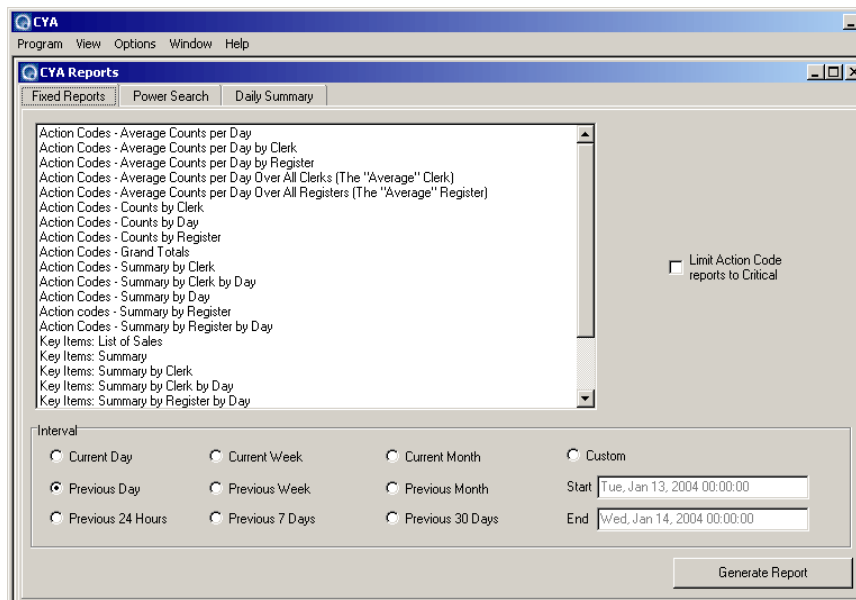 CYA
Program View Options Window Help
CYA Reports
Fixed Reports Power Search Daily Summary
Action Codes - Average Counts per Day
Action Codes - Average Counts per Day by Clerk
Action Codes - Average Counts per Day by Register
Action Codes - Average Counts per Day Over All Clerks (The "Average" Clerk)
Action Codes - Average Counts per Day Over All Registers (The "Average" Register)
Action Codes - Counts by Clerk
Action Codes - Counts by Day
Action Codes - Counts by Register
Action Codes - Grand Totals
Action Codes - Summary by Clerk
Action Codes - Summary by Clerk by Day
Action Codes - Summary by Day
Action codes - Summary by Register
Action Codes - Summary by Register by Day
Key Items: List of Sales
Key Items: Summary
Key Items: Summary by Clerk
Key Items: Summary by Clerk by Day
Key Items: Summary by Register by Day
Limit Action Code
reports to Critical
Interval
Current Day Current Week Current Month Custom
Previous Day Previous Week Previous Month Start Tue, Jan 13, 2004 00:00:00
Previous 24 Hours Previous 7 Days Previous 30 Days End Wed, Jan 14, 2004 00:00:00
Generate Report